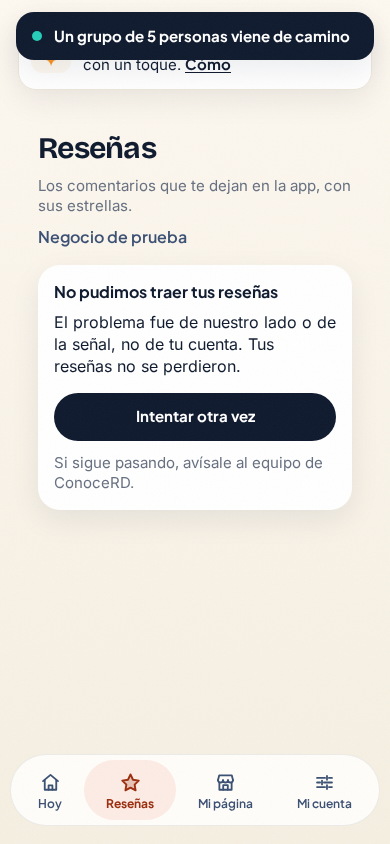 Un grupo de 5 personas viene de camino
con un toque. Cómo
Reseñas
Los comentarios que te dejan en la app, con
sus estrellas.
Negocio de prueba
No pudimos traer tus reseñas
El problema fue de nuestro lado o de
la señal, no de tu cuenta. Tus
reseñas no se perdieron.
Intentar otra vez
Si sigue pasando, avísale al equipo de
ConoceRD.
Hoy
Reseñas
Mi página
Mi cuenta